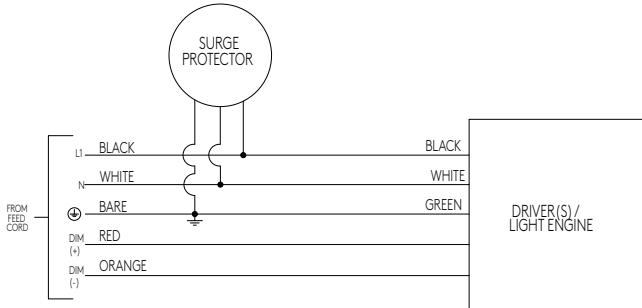 SURGE
PROTECTOR
L1 BLACK BLACK
N WHITE WHITE
BARE GREEN
FROM
FEED
CORD
DIM
(+)
RED
DIM
(-)
ORANGE
DRIVER(S) /
LIGHT ENGINE